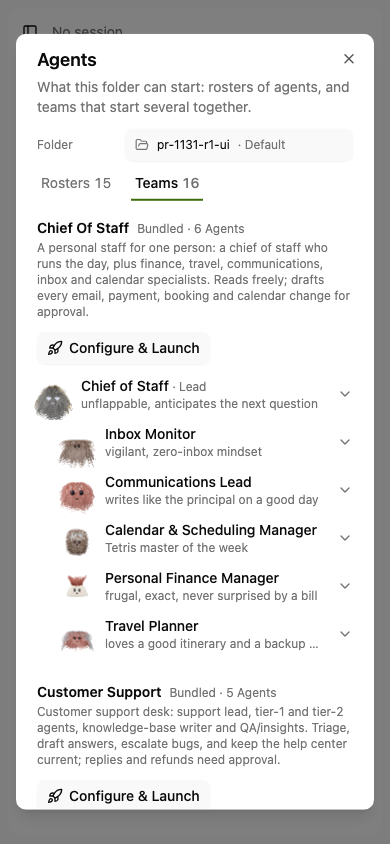 No session
Agents
What this folder can start: rosters of agents, and
teams that start several together.
Folder
pr-1131-r1-ui · Default
Rosters 15 Teams 16
Chief Of Staff Bundled · 6 Agents
A personal staff for one person: a chief of staff who
runs the day, plus finance, travel, communications,
inbox and calendar specialists. Reads freely; drafts
every email, payment, booking and calendar change for
approval.
Configure & Launch
Chief of Staff · Lead
unflappable, anticipates the next question
Inbox Monitor
vigilant, zero-inbox mindset
Communications Lead
writes like the principal on a good day
Calendar & Scheduling Manager
Tetris master of the week
Personal Finance Manager
frugal, exact, never surprised by a bill
Travel Planner
loves a good itinerary and a backup ...
Customer Support Bundled · 5 Agents
Customer support desk: support lead, tier-1 and tier-2
agents, knowledge-base writer and QA/insights. Triage,
draft answers, escalate bugs, and keep the help center
current; replies and refunds need approval.
Configure & Launch